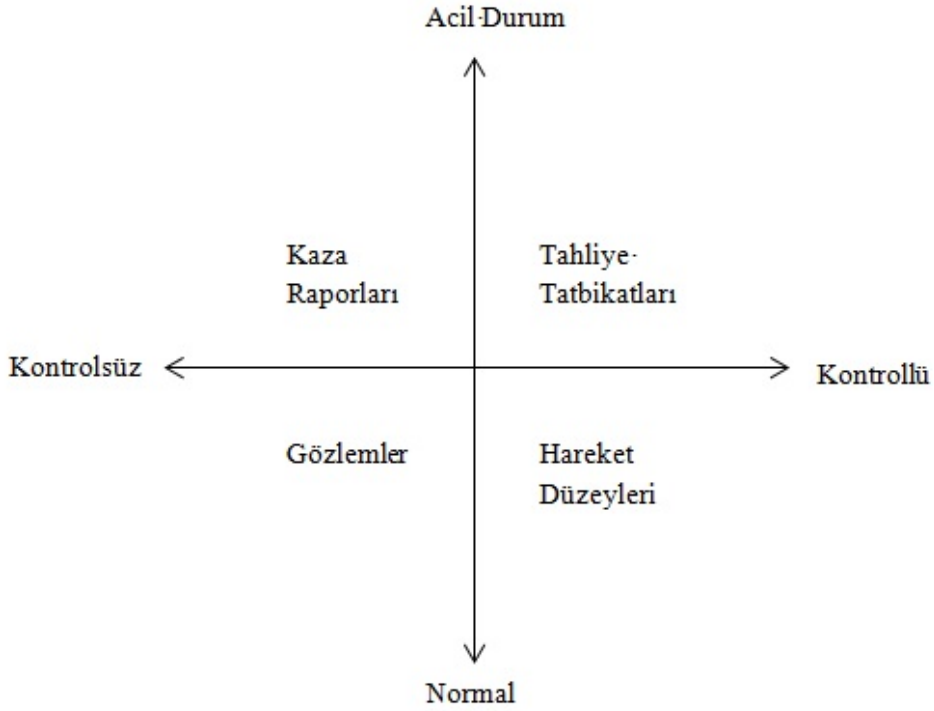 Acil Durum
Kaza
Raporları
Tahliye
Tatbikatları
Kontrolsüz
Kontrollü
Gözlemler
Hareket
Düzeyleri
Normal